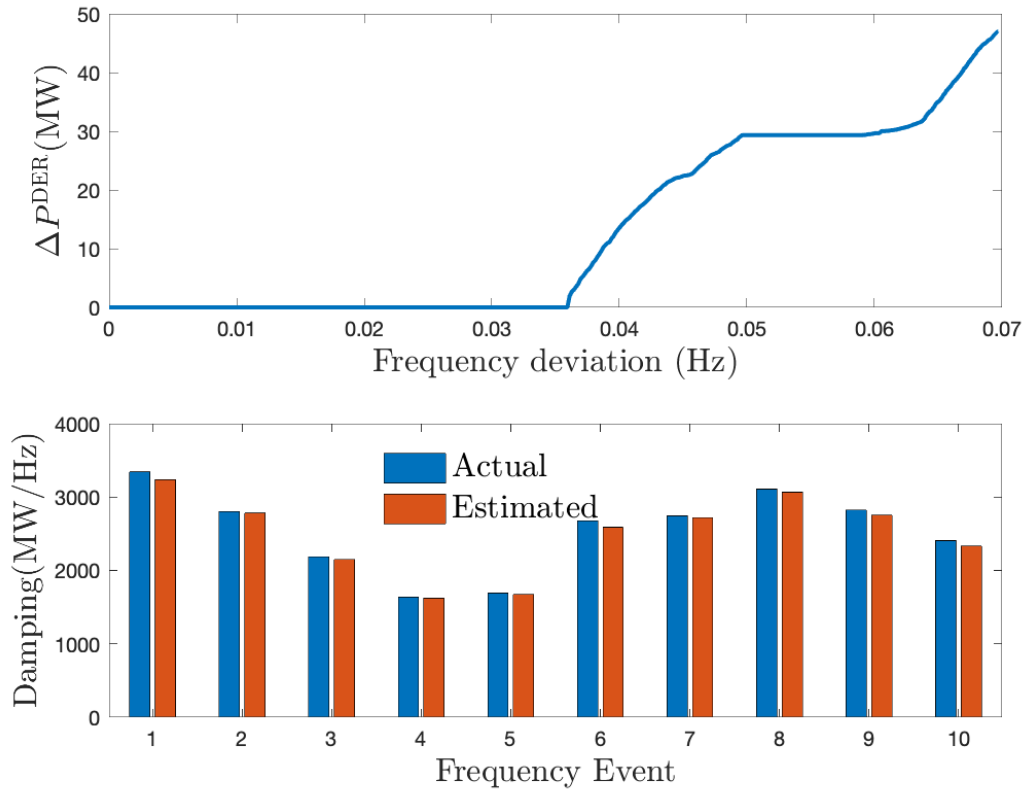 50
40
30
20
10
0
ΔP^DER(MW)
0 0.01 0.02 0.03 0.04 0.05 0.06 0.07
Frequency deviation (Hz)
4000
3000
2000
1000
0
Damping(MW/Hz)
Actual
Estimated
1 2 3 4 5 6 7 8 9 10
Frequency Event